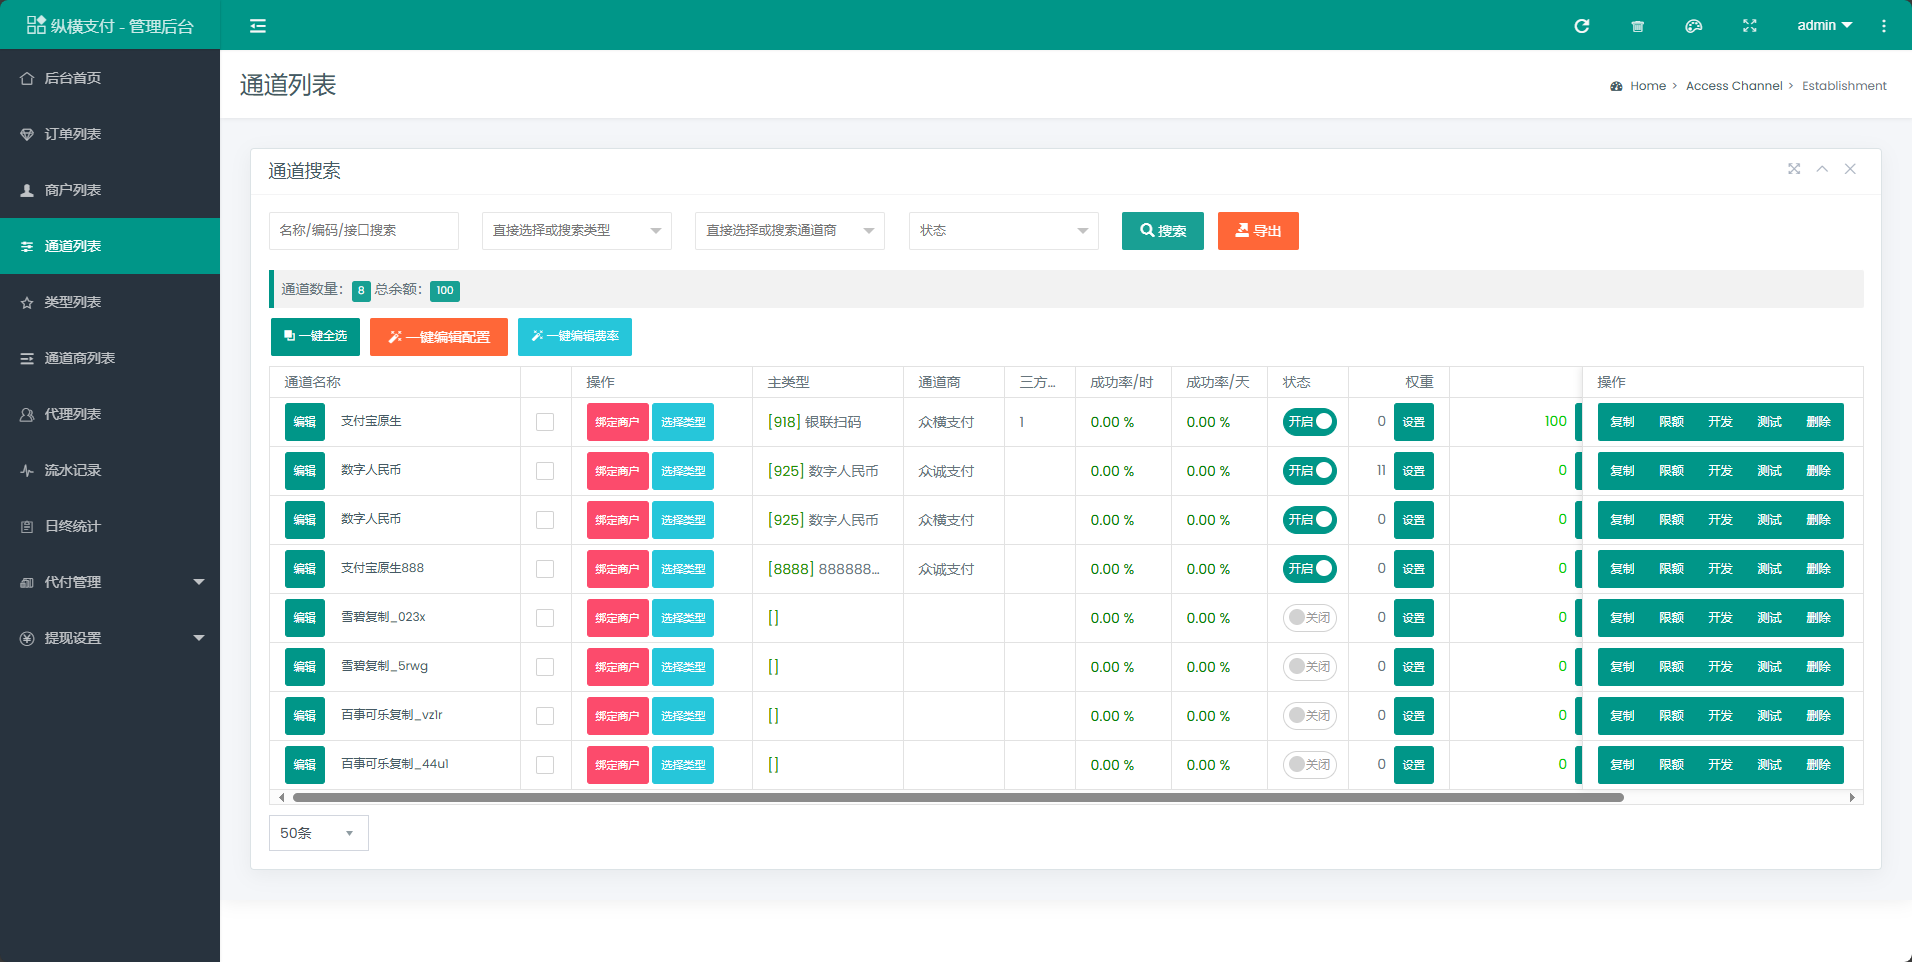 纵横支付 - 管理后台
admin
后台首页
订单列表
商户列表
通道列表
类型列表
通道商列表
代理列表
流水记录
日终统计
代付管理
提现设置
通道列表
Home > Access Channel > Establishment
通道搜索
名称/编码/接口搜索 直接选择或搜索类型 直接选择或搜索通道商 状态 搜索 导出
通道数量： 8 总余额： 100
一键全选 一键编辑配置 一键编辑费率
通道名称 操作 主类型 通道商 三方... 成功率/时 成功率/天 状态 权重 操作
编辑 支付宝原生 绑定商户 选择类型 [918] 银联扫码 众横支付 1 0.00 % 0.00 % 开启 0 设置 100 复制 限额 开发 测试 删除
编辑 数字人民币 绑定商户 选择类型 [925] 数字人民币 众诚支付 0.00 % 0.00 % 开启 11 设置 0 复制 限额 开发 测试 删除
编辑 数字人民币 绑定商户 选择类型 [925] 数字人民币 众横支付 0.00 % 0.00 % 开启 0 设置 0 复制 限额 开发 测试 删除
编辑 支付宝原生888 绑定商户 选择类型 [8888] 888888... 众诚支付 0.00 % 0.00 % 开启 0 设置 0 复制 限额 开发 测试 删除
编辑 雪碧复制_023x 绑定商户 选择类型 [] 0.00 % 0.00 % 关闭 0 设置 0 复制 限额 开发 测试 删除
编辑 雪碧复制_5rwg 绑定商户 选择类型 [] 0.00 % 0.00 % 关闭 0 设置 0 复制 限额 开发 测试 删除
编辑 百事可乐复制_vz1r 绑定商户 选择类型 [] 0.00 % 0.00 % 关闭 0 设置 0 复制 限额 开发 测试 删除
编辑 百事可乐复制_44u1 绑定商户 选择类型 [] 0.00 % 0.00 % 关闭 0 设置 0 复制 限额 开发 测试 删除
50条